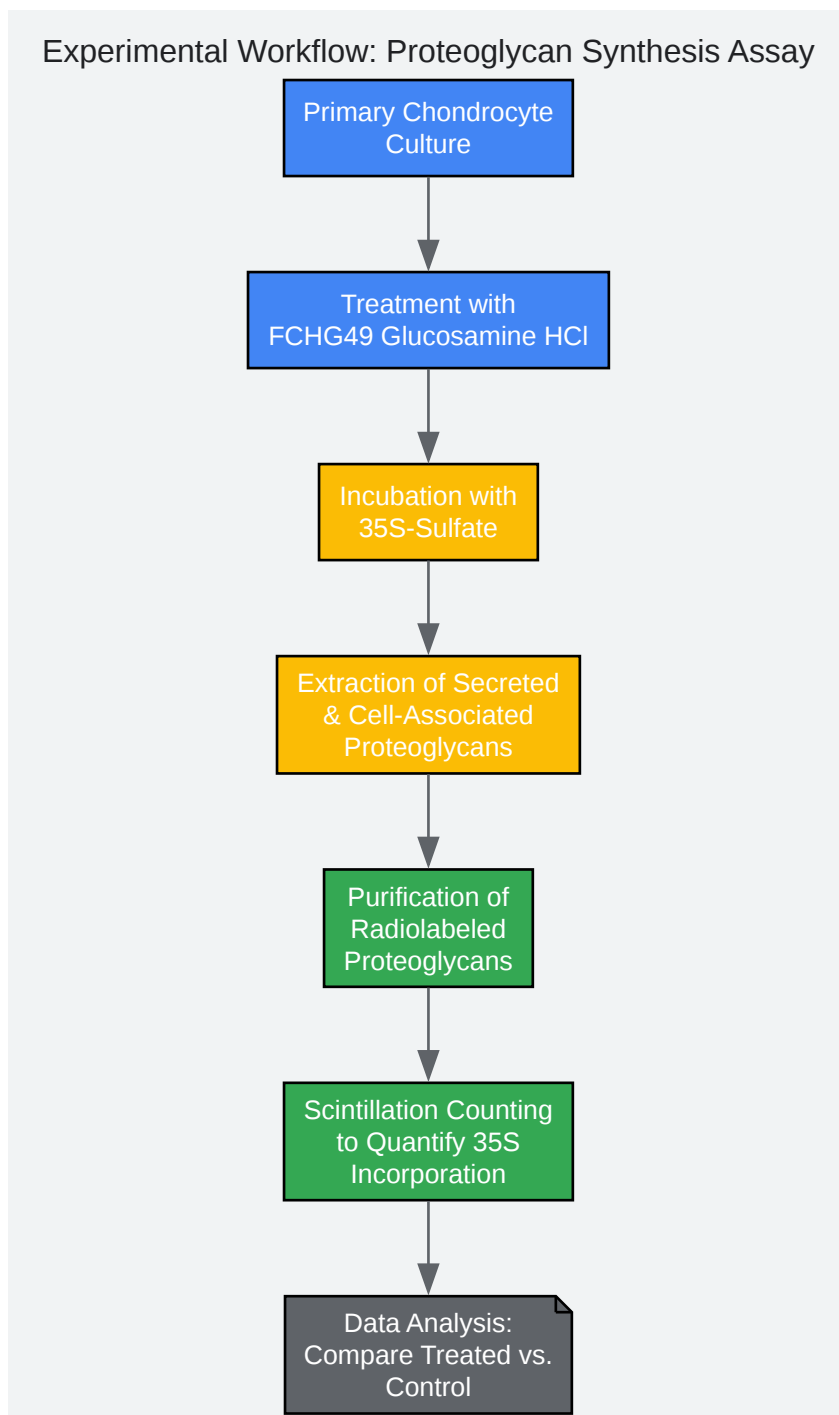 Experimental Workflow: Proteoglycan Synthesis Assay
Primary Chondrocyte
Culture
Treatment with
FCHG49 Glucosamine HCl
Incubation with
35S-Sulfate
Extraction of Secreted
& Cell-Associated
Proteoglycans
Purification of
Radiolabeled
Proteoglycans
Scintillation Counting
to Quantify 35S
Incorporation
Data Analysis:
Compare Treated vs.
Control